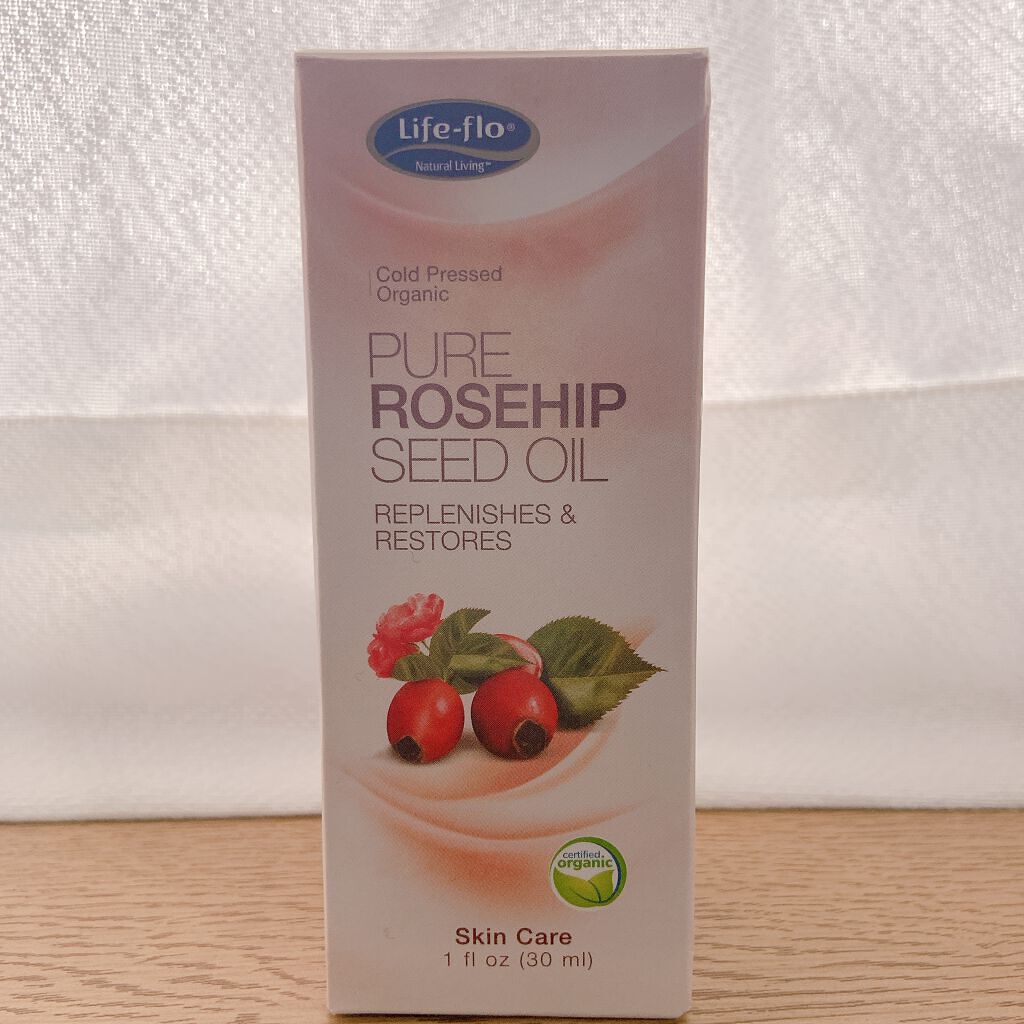 Life-flo®
Natural Living™
Cold Pressed
Organic
PURE
ROSEHIP
SEED OIL
REPLENISHES &
RESTORES
certified
organic
Skin Care
1 fl oz (30 ml)